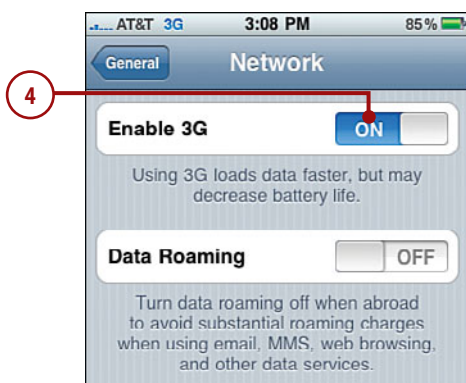 AT&T 3G 3:08 PM 85%
General Network
4
Enable 3G ON
Using 3G loads data faster, but may
decrease battery life.
Data Roaming OFF
Turn data roaming off when abroad
to avoid substantial roaming charges
when using email, MMS, web browsing,
and other data services.